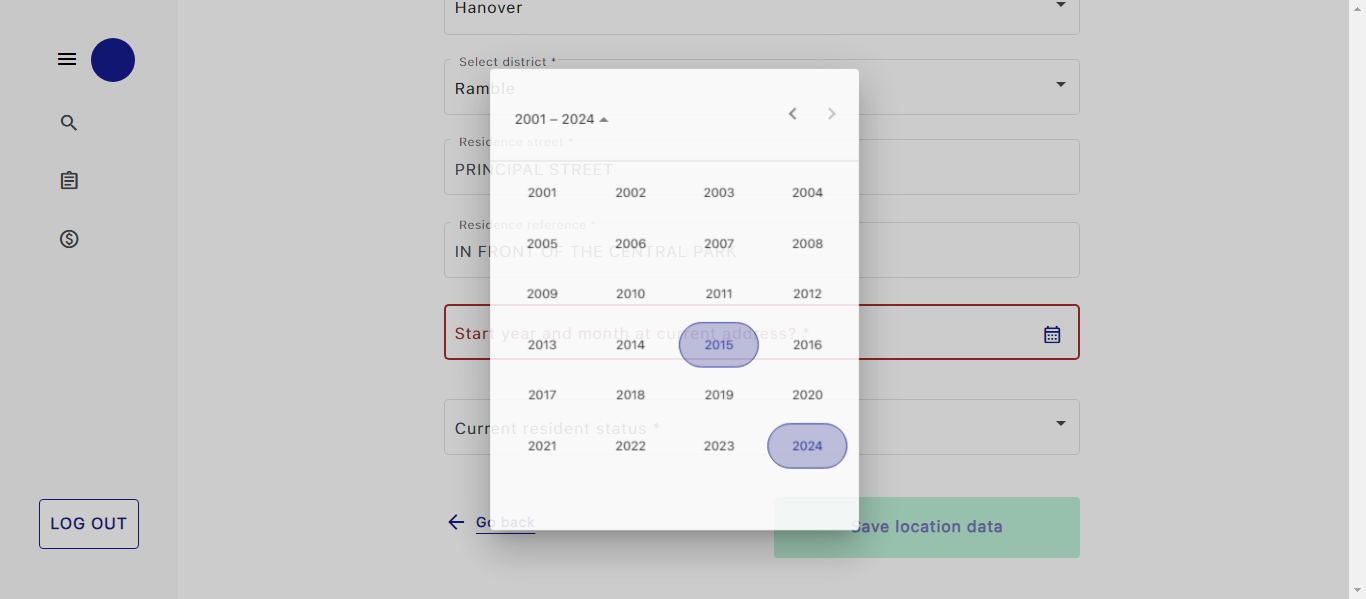 Hanover
Select district *
Ramble
2001 – 2024
Residence street *
PRINCIPAL STREET
2001 2002 2003 2004
Residence reference *
2005 2006 2007 2008
IN FRONT OF THE CENTRAL PARK
2009 2010 2011 2012
Start year and month at current address? *
2013 2014 2015 2016
2017 2018 2019 2020
Current resident status *
2021 2022 2023 2024
LOG OUT
Go back
Save location data